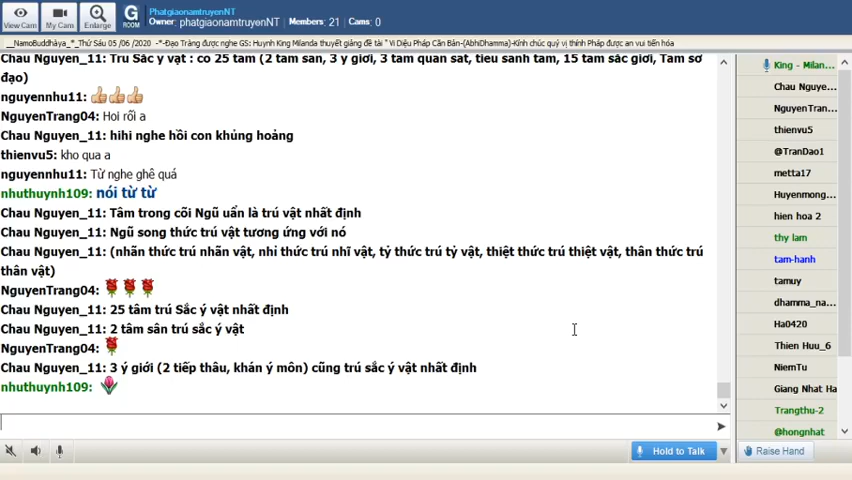 View Cam
My Cam
Enlarge
G ROOM
PhatgiaonamtruyenNT
Owner: phatgiaonamtruyenNT Members: 21 Cams: 0
__NamoBuddhàya_*_Thứ Sáu 05 /06 /2020 -*-Đạo Tràng được nghe GS: Huynh King Milanda thuyết giảng đề tài " Vi Diệu Pháp Căn Bản-(AbhiDhamma)-Kính chúc quý vị thính Pháp được an vui tiến hóa
Chau Nguyen_11: Trú Sắc ý vật : có 25 tâm (2 tâm sân, 3 ý giới, 3 tâm quan sát, tiếu sanh tâm, 15 tâm sắc giới, Tâm sơ
đạo)
nguyennhu11:
NguyenTrang04: Hoi rối a
Chau Nguyen_11: hihi nghe hồi con khủng hoảng
thienvu5: kho qua a
nguyennhu11: Từ nghe ghê quá
nhuthuynh109: nói từ từ
Chau Nguyen_11: Tâm trong cõi Ngũ uẩn là trú vật nhất định
Chau Nguyen_11: Ngũ song thức trú vật tương ứng với nó
Chau Nguyen_11: (nhãn thức trú nhãn vật, nhỉ thức trú nhĩ vật, tỷ thức trú tỷ vật, thiệt thức trú thiệt vật, thân thức trú
thân vật)
NguyenTrang04:
Chau Nguyen_11: 25 tâm trú Sắc ý vật nhất định
Chau Nguyen_11: 2 tâm sân trú sắc ý vật
NguyenTrang04:
Chau Nguyen_11: 3 ý giới (2 tiếp thâu, khán ý môn) cũng trú sắc ý vật nhất định
nhuthuynh109:
Hold to Talk
King - Milan...
Chau Nguye...
NguyenTran...
thienvu5
@TranDao1
metta17
Huyenmong...
hien hoa 2
thy lam
tam-hanh
tamuy
dhamma_na...
Ha0420
Thien Huu_6
NiemTu
Giang Nhat Ha
Trangthu-2
@hongnhat
Raise Hand